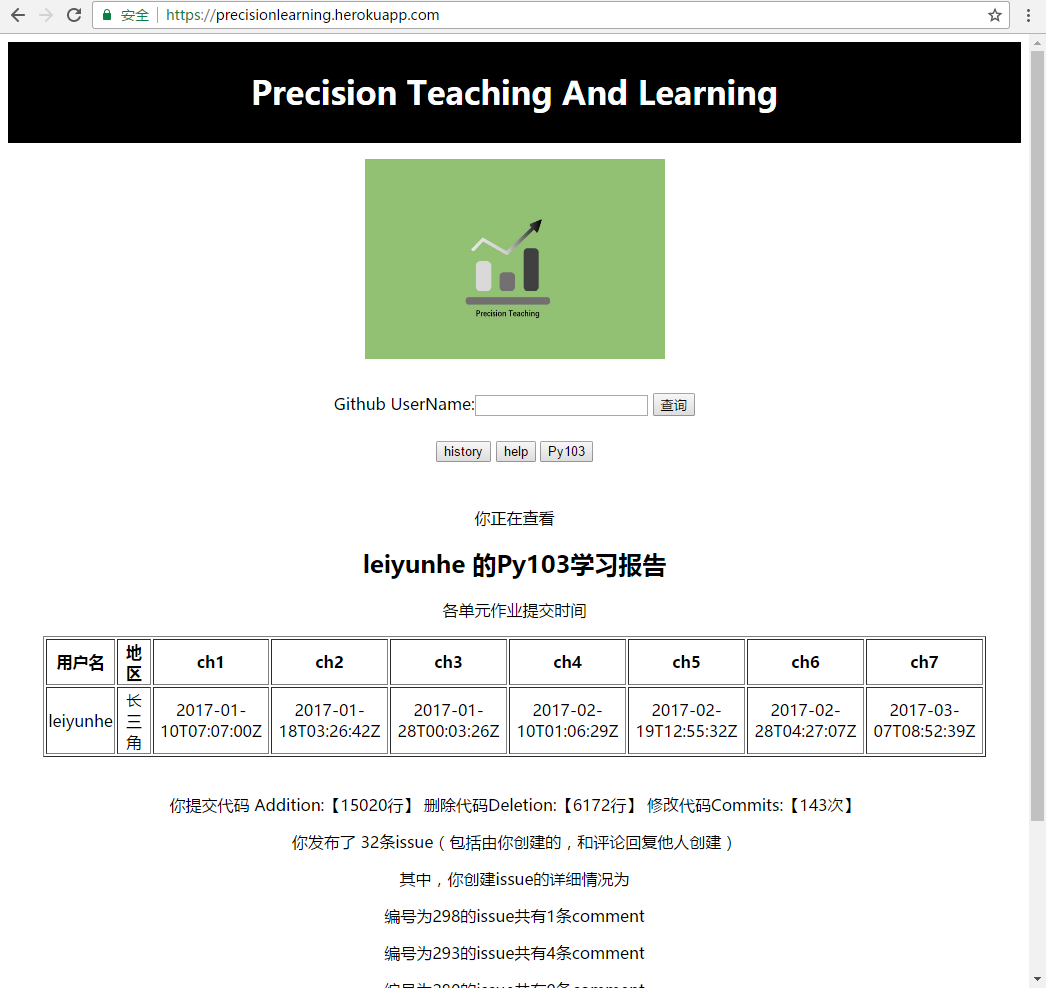 安全 https://precisionlearning.herokuapp.com
Precision Teaching And Learning
Precision Teaching
Github UserName: 查询
history help Py103
你正在查看
leiyunhe 的Py103学习报告
各单元作业提交时间
用户名 地区 ch1 ch2 ch3 ch4 ch5 ch6 ch7
leiyunhe 长三角 2017-01-10T07:07:00Z 2017-01-18T03:26:42Z 2017-01-28T00:03:26Z 2017-02-10T01:06:29Z 2017-02-19T12:55:32Z 2017-02-28T04:27:07Z 2017-03-07T08:52:39Z
你提交代码 Addition:【15020行】 删除代码Deletion:【6172行】 修改代码Commits:【143次】
你发布了 32条issue（包括由你创建的，和评论回复他人创建）
其中，你创建issue的详细情况为
编号为298的issue共有1条comment
编号为293的issue共有4条comment